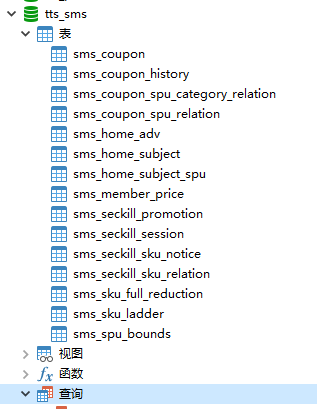 tts_sms
表
sms_coupon
sms_coupon_history
sms_coupon_spu_category_relation
sms_coupon_spu_relation
sms_home_adv
sms_home_subject
sms_home_subject_spu
sms_member_price
sms_seckill_promotion
sms_seckill_session
sms_seckill_sku_notice
sms_seckill_sku_relation
sms_sku_full_reduction
sms_sku_ladder
sms_spu_bounds
视图
fx 函数
查询